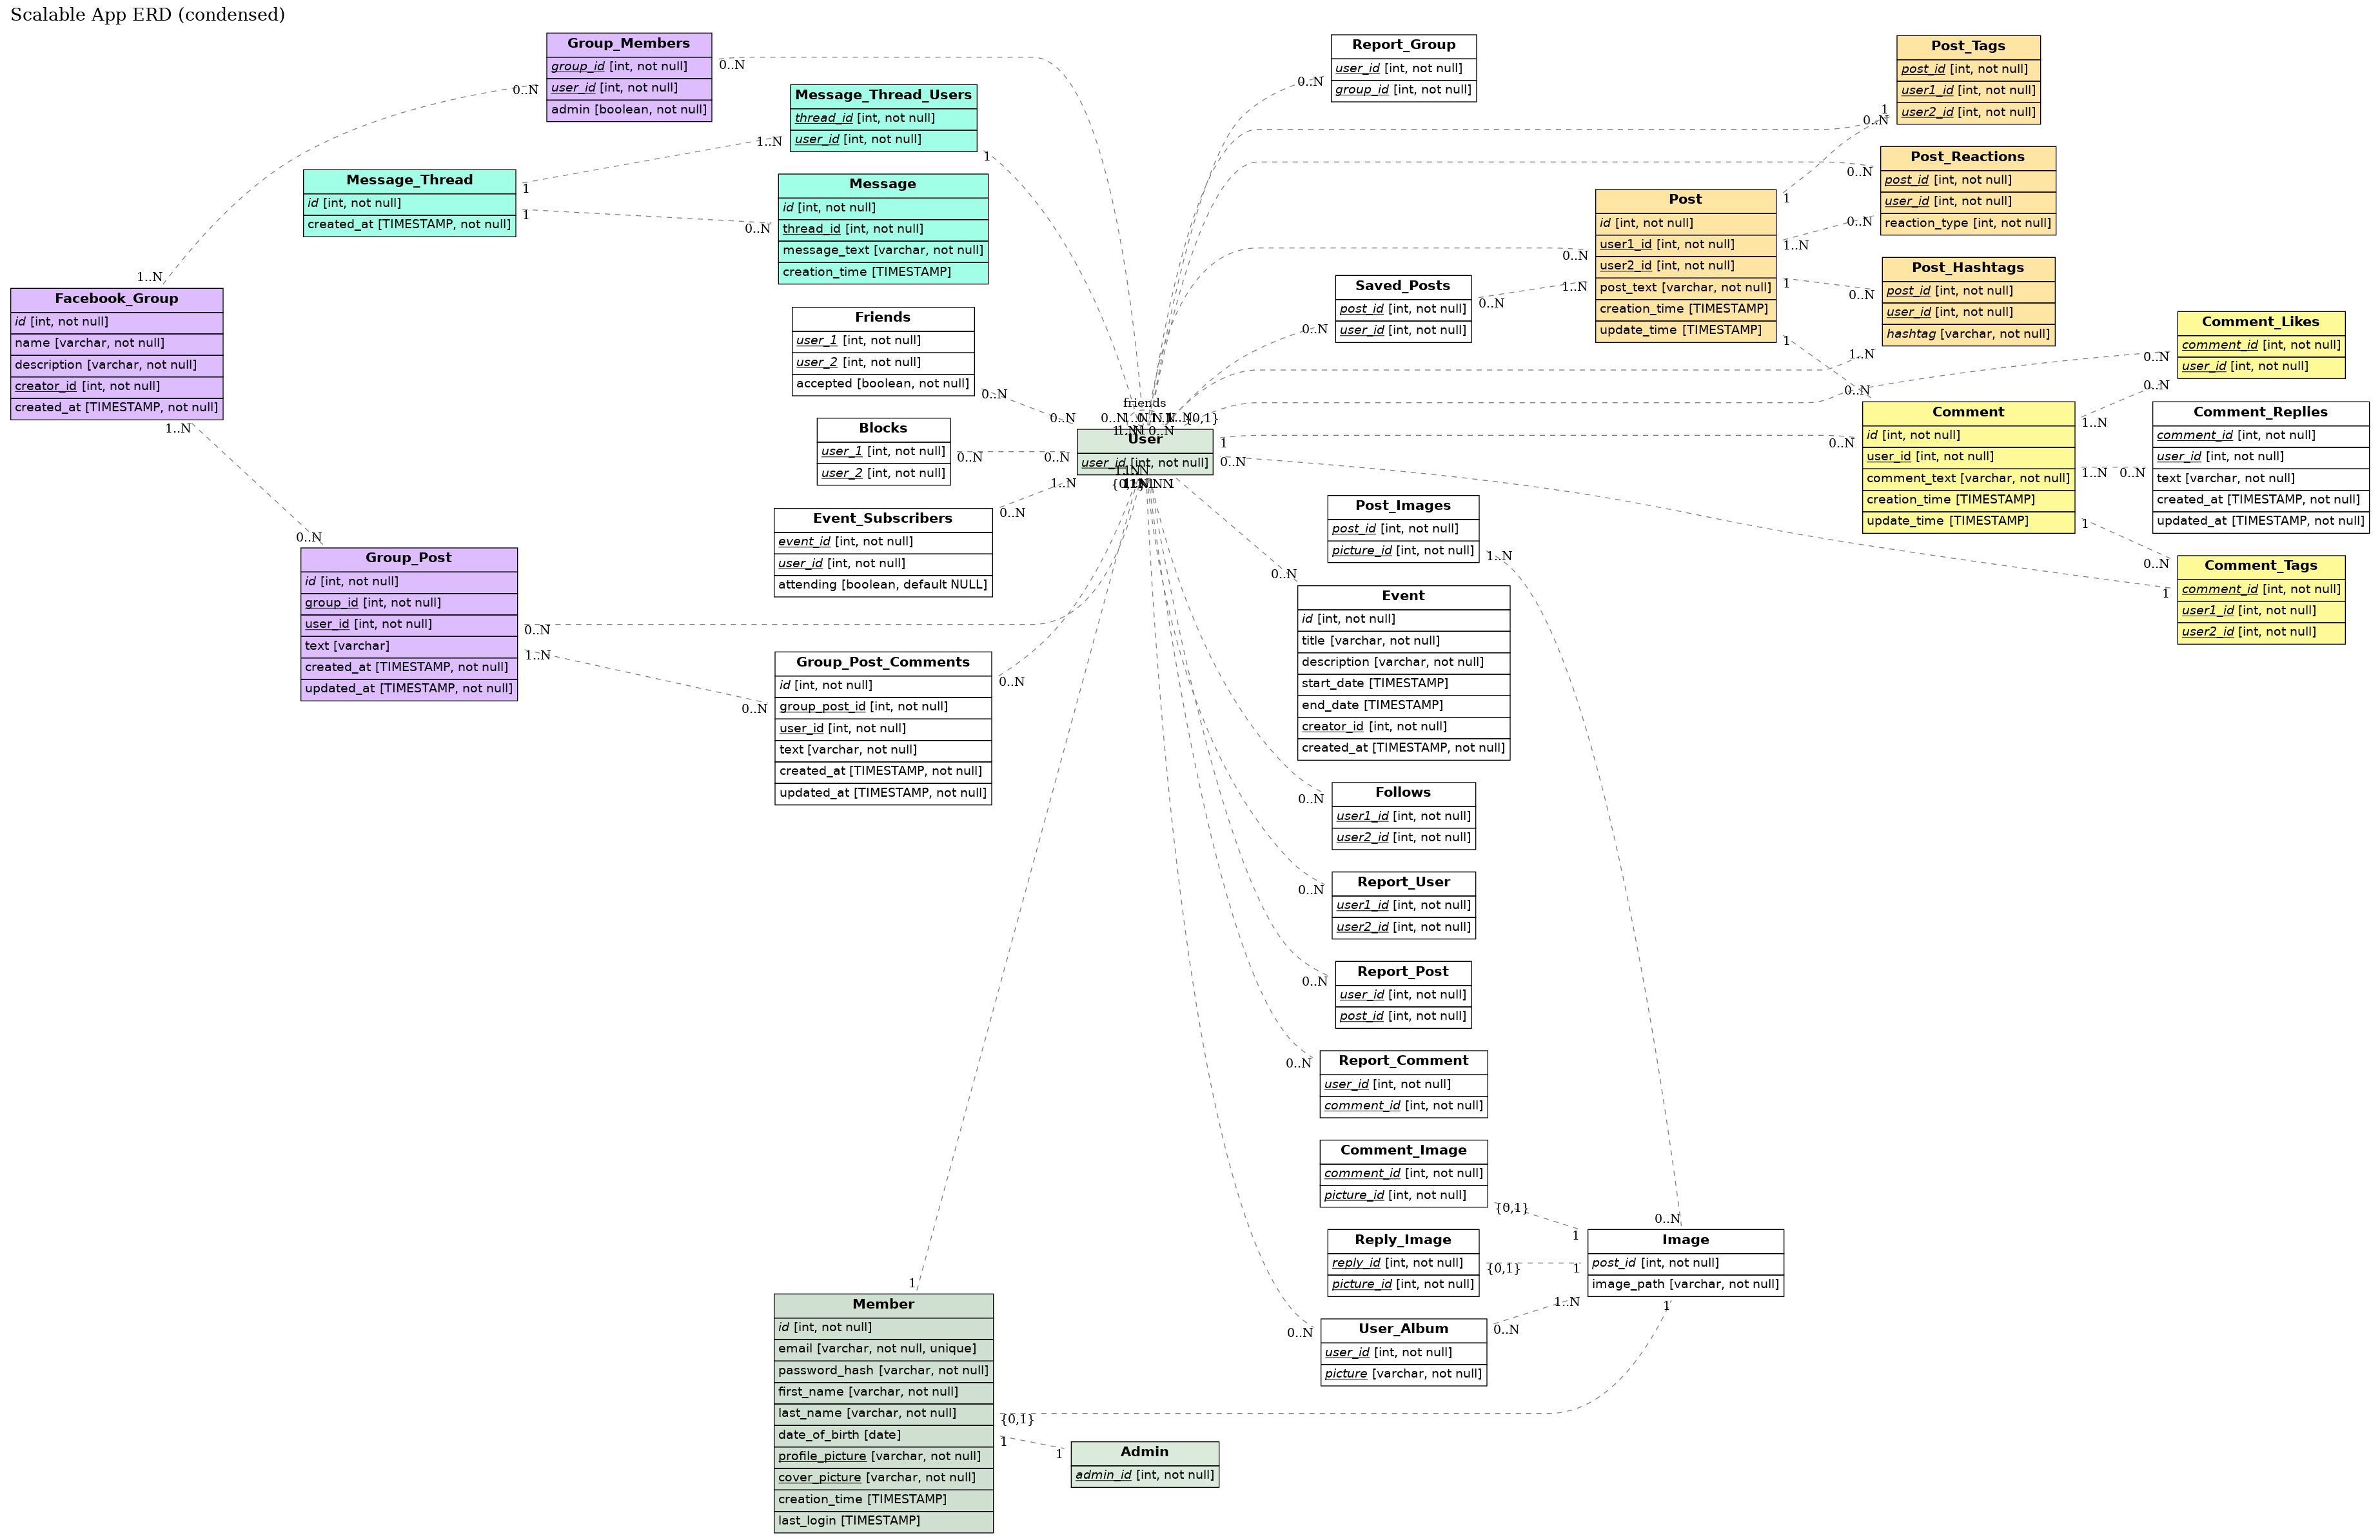 Scalable App ERD (condensed)
Group_Members
group_id [int, not null]
user_id [int, not null]
admin [boolean, not null]
0..N
0..N
Message_Thread_Users
thread_id [int, not null]
user_id [int, not null]
1..N
1
Message_Thread
id [int, not null]
created_at [TIMESTAMP, not null]
1
1
Message
id [int, not null]
thread_id [int, not null]
message_text [varchar, not null]
creation_time [TIMESTAMP]
0..N
Facebook_Group
id [int, not null]
name [varchar, not null]
description [varchar, not null]
creator_id [int, not null]
created_at [TIMESTAMP, not null]
1..N
1..N
Friends
user_1 [int, not null]
user_2 [int, not null]
accepted [boolean, not null]
0..N
0..N
Blocks
user_1 [int, not null]
user_2 [int, not null]
0..N
0..N
Event_Subscribers
event_id [int, not null]
user_id [int, not null]
attending [boolean, default NULL]
0..N
1..N
Group_Post
id [int, not null]
group_id [int, not null]
user_id [int, not null]
text [varchar]
created_at [TIMESTAMP, not null]
updated_at [TIMESTAMP, not null]
0..N
0..N
1..N
Group_Post_Comments
id [int, not null]
group_post_id [int, not null]
user_id [int, not null]
text [varchar, not null]
created_at [TIMESTAMP, not null]
updated_at [TIMESTAMP, not null]
0..N
0..N
friends
0..N
User
user_id [int, not null]
1
0..N
Report_Group
user_id [int, not null]
group_id [int, not null]
0..N
Saved_Posts
post_id [int, not null]
user_id [int, not null]
0..N
0..N
Post
id [int, not null]
user1_id [int, not null]
user2_id [int, not null]
post_text [varchar, not null]
creation_time [TIMESTAMP]
update_time [TIMESTAMP]
0..N
1..N
1
1..N
1
1
Post_Tags
post_id [int, not null]
user1_id [int, not null]
user2_id [int, not null]
1
0..N
Post_Reactions
post_id [int, not null]
user_id [int, not null]
reaction_type [int, not null]
0..N
0..N
Post_Hashtags
post_id [int, not null]
user_id [int, not null]
hashtag [varchar, not null]
0..N
1..N
Comment_Likes
comment_id [int, not null]
user_id [int, not null]
0..N
0..N
Comment
id [int, not null]
user_id [int, not null]
comment_text [varchar, not null]
creation_time [TIMESTAMP]
update_time [TIMESTAMP]
0..N
0..N
1..N
1..N
1
Comment_Replies
comment_id [int, not null]
user_id [int, not null]
text [varchar, not null]
created_at [TIMESTAMP, not null]
updated_at [TIMESTAMP, not null]
0..N
Comment_Tags
comment_id [int, not null]
user1_id [int, not null]
user2_id [int, not null]
0..N
1
Post_Images
post_id [int, not null]
picture_id [int, not null]
1..N
Event
id [int, not null]
title [varchar, not null]
description [varchar, not null]
start_date [TIMESTAMP]
end_date [TIMESTAMP]
creator_id [int, not null]
created_at [TIMESTAMP, not null]
0..N
Follows
user1_id [int, not null]
user2_id [int, not null]
0..N
Report_User
user1_id [int, not null]
user2_id [int, not null]
0..N
Report_Post
user_id [int, not null]
post_id [int, not null]
0..N
Report_Comment
user_id [int, not null]
comment_id [int, not null]
0..N
Comment_Image
comment_id [int, not null]
picture_id [int, not null]
{0,1}
Reply_Image
reply_id [int, not null]
picture_id [int, not null]
{0,1}
User_Album
user_id [int, not null]
picture [varchar, not null]
0..N
0..N
Image
post_id [int, not null]
image_path [varchar, not null]
0..N
1
1
1..N
1
Member
id [int, not null]
email [varchar, not null, unique]
password_hash [varchar, not null]
first_name [varchar, not null]
last_name [varchar, not null]
date_of_birth [date]
profile_picture [varchar, not null]
cover_picture [varchar, not null]
creation_time [TIMESTAMP]
last_login [TIMESTAMP]
1
{0,1}
1
Admin
admin_id [int, not null]
1